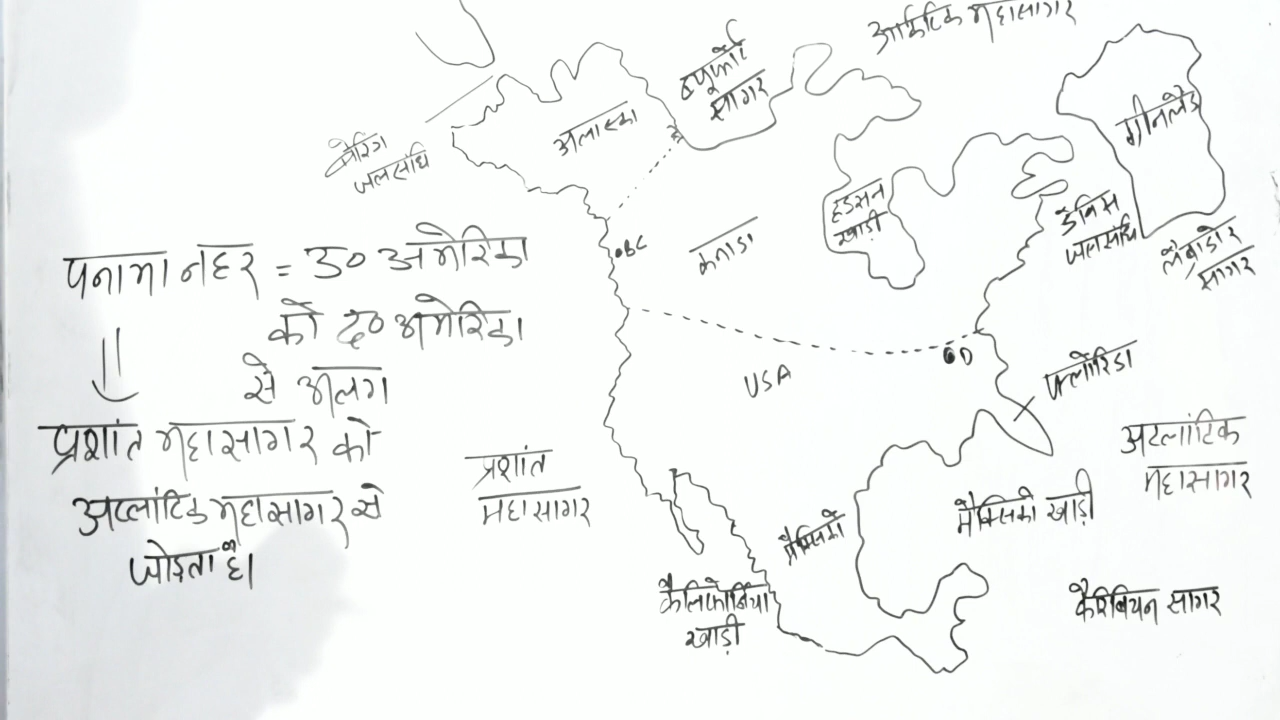 आर्कटिक महासागर
ब्यूफोर्ट
सागर
ग्रीनलैंड
अलास्का
बेरिंग
जलसंधि
हडसन
खाड़ी
डेविस
जलसंधि
लैब्राडोर
सागर
कनाडा
BC
पनामा नहर = उ० अमेरिका
को द० अमेरिका
से अलग
प्रशांत महासागर को
अटलांटिक महासागर से
जोड़ता है।
USA
D
फ्लोरिडा
अटलांटिक
महासागर
प्रशांत
महासागर
मैक्सिको
मैक्सिको खाड़ी
कैलिफोर्निया
खाड़ी
कैरिबियन सागर